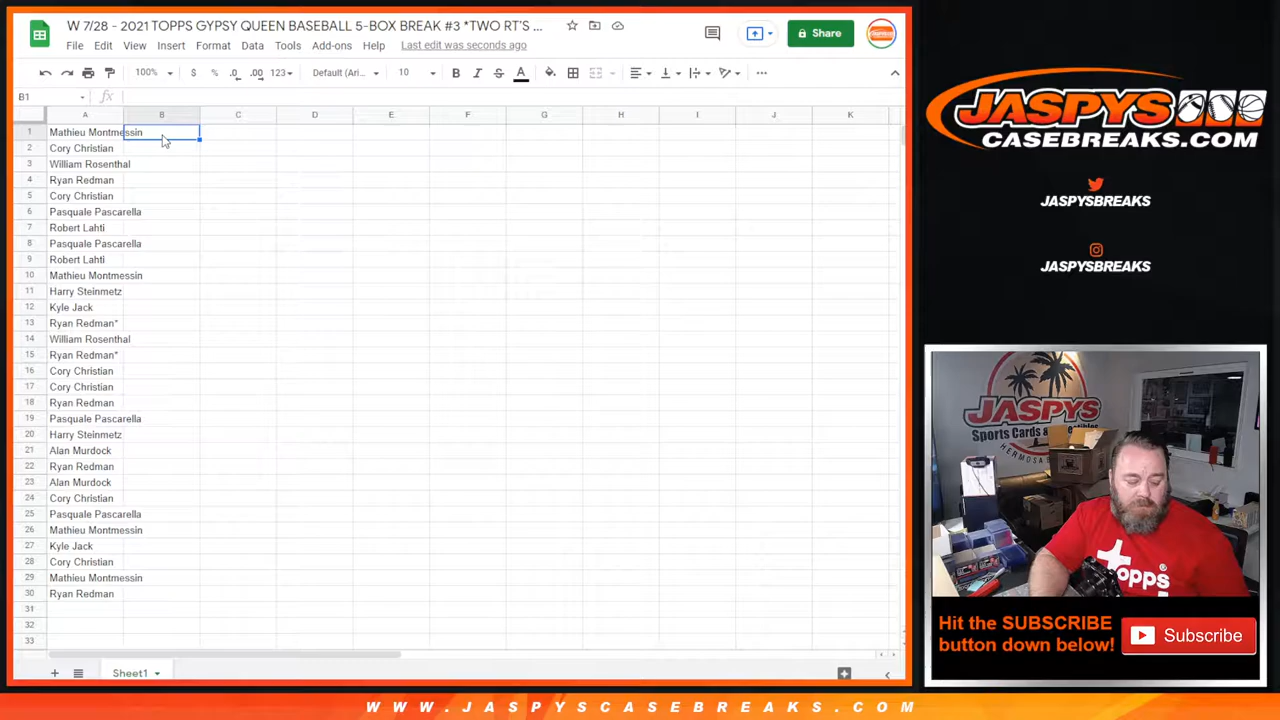 W 7/28 - 2021 TOPPS GYPSY QUEEN BASEBALL 5-BOX BREAK #3 *TWO RT'S ...
File Edit View Insert Format Data Tools Add-ons Help Last edit was seconds ago
Share
100% $ % .0 .00 123 Default (Ari... 10 B I S A
B1 fx
A B C D E F G H I J K
1 Mathieu Montmessin
2 Cory Christian
3 William Rosenthal
4 Ryan Redman
5 Cory Christian
6 Pasquale Pascarella
7 Robert Lahti
8 Pasquale Pascarella
9 Robert Lahti
10 Mathieu Montmessin
11 Harry Steinmetz
12 Kyle Jack
13 Ryan Redman*
14 William Rosenthal
15 Ryan Redman*
16 Cory Christian
17 Cory Christian
18 Ryan Redman
19 Pasquale Pascarella
20 Harry Steinmetz
21 Alan Murdock
22 Ryan Redman
23 Alan Murdock
24 Cory Christian
25 Pasquale Pascarella
26 Mathieu Montmessin
27 Kyle Jack
28 Cory Christian
29 Mathieu Montmessin
30 Ryan Redman
31
32
33
Sheet1
JASPYS
CASEBREAKS.COM
JASPYSBREAKS
JASPYSBREAKS
JASPYS
Sports Cards
HERMOSA
topps
Hit the SUBSCRIBE
button down below!
Subscribe
WWW.JASPYSCASEBREAKS.COM